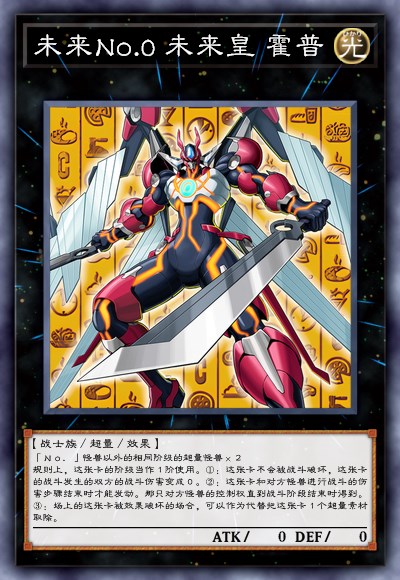 未来No.0 未来皇 霍普
光
ひかり
【战士族／超量／效果】
「No.」怪兽以外的相同阶级的超量怪兽×2
规则上，这张卡的阶级当作1阶使用。①：这张卡不会被战斗破坏，这张卡
的战斗发生的双方的战斗伤害变成0。②：这张卡和对方怪兽进行战斗的伤
害步骤结束时才能发动。那只对方怪兽的控制权直到战斗阶段结束时得到。
③：场上的这张卡被效果破坏的场合，可以作为代替把这张卡1个超量素材
取除。
ATK/ 0 DEF/ 0